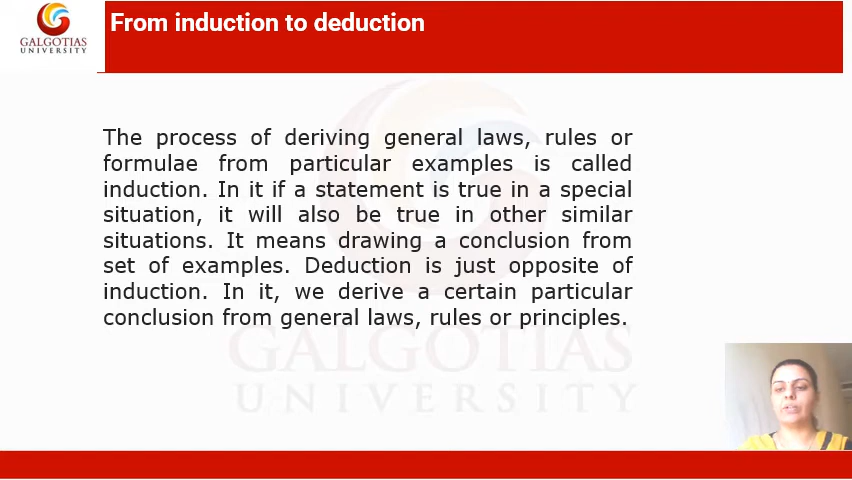 From induction to deduction
GALGOTIAS
UNIVERSITY
The process of deriving general laws, rules or
formulae from particular examples is called
induction. In it if a statement is true in a special
situation, it will also be true in other similar
situations. It means drawing a conclusion from
set of examples. Deduction is just opposite of
induction. In it, we derive a certain particular
conclusion from general laws, rules or principles.
GALGOTIAS
UNIVERSITY